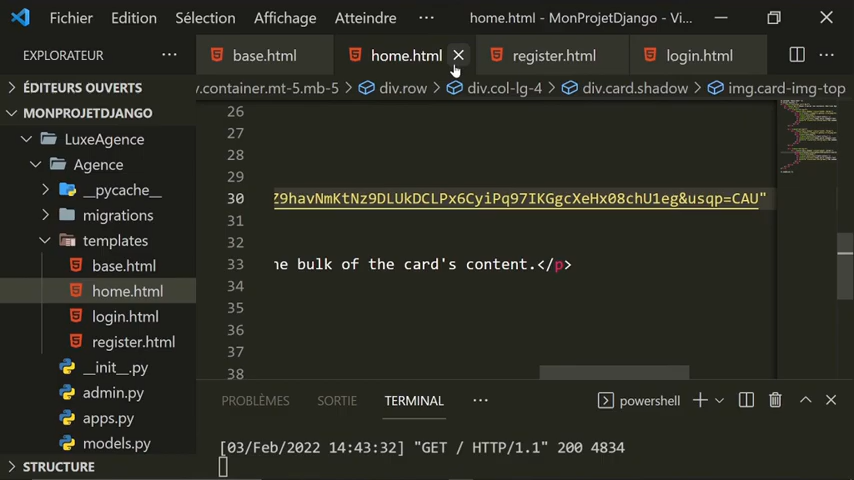 Fichier Edition Sélection Affichage Atteindre ··· home.html - MonProjetDjango - Vi...
EXPLORATEUR ··· base.html home.html register.html login.html ···
ÉDITEURS OUVERTS
v.container.mt-5.mb-5 div.row div.col-lg-4 div.card.shadow img.card-img-top
MONPROJETDJANGO
LuxeAgence
Agence
__pycache__
migrations
templates
base.html
home.html
login.html
register.html
__init__.py
admin.py
apps.py
models.py
STRUCTURE
26
27
28
29
30 Z9havNmKtNz9DLUkDCLPx6CyiPq97IKGgcXeHx08chU1eg&usqp=CAU"
31
32
33 he bulk of the card's content.</p>
34
35
36
37
38
PROBLÈMES SORTIE TERMINAL ··· powershell
[03/Feb/2022 14:43:32] "GET / HTTP/1.1" 200 4834